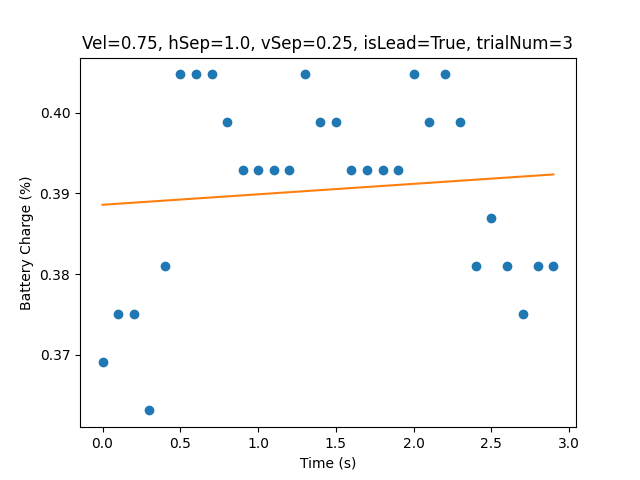 Vel=0.75, hSep=1.0, vSep=0.25, isLead=True, trialNum=3
Battery Charge (%)
0.40
0.39
0.38
0.37
0.0 0.5 1.0 1.5 2.0 2.5 3.0
Time (s)